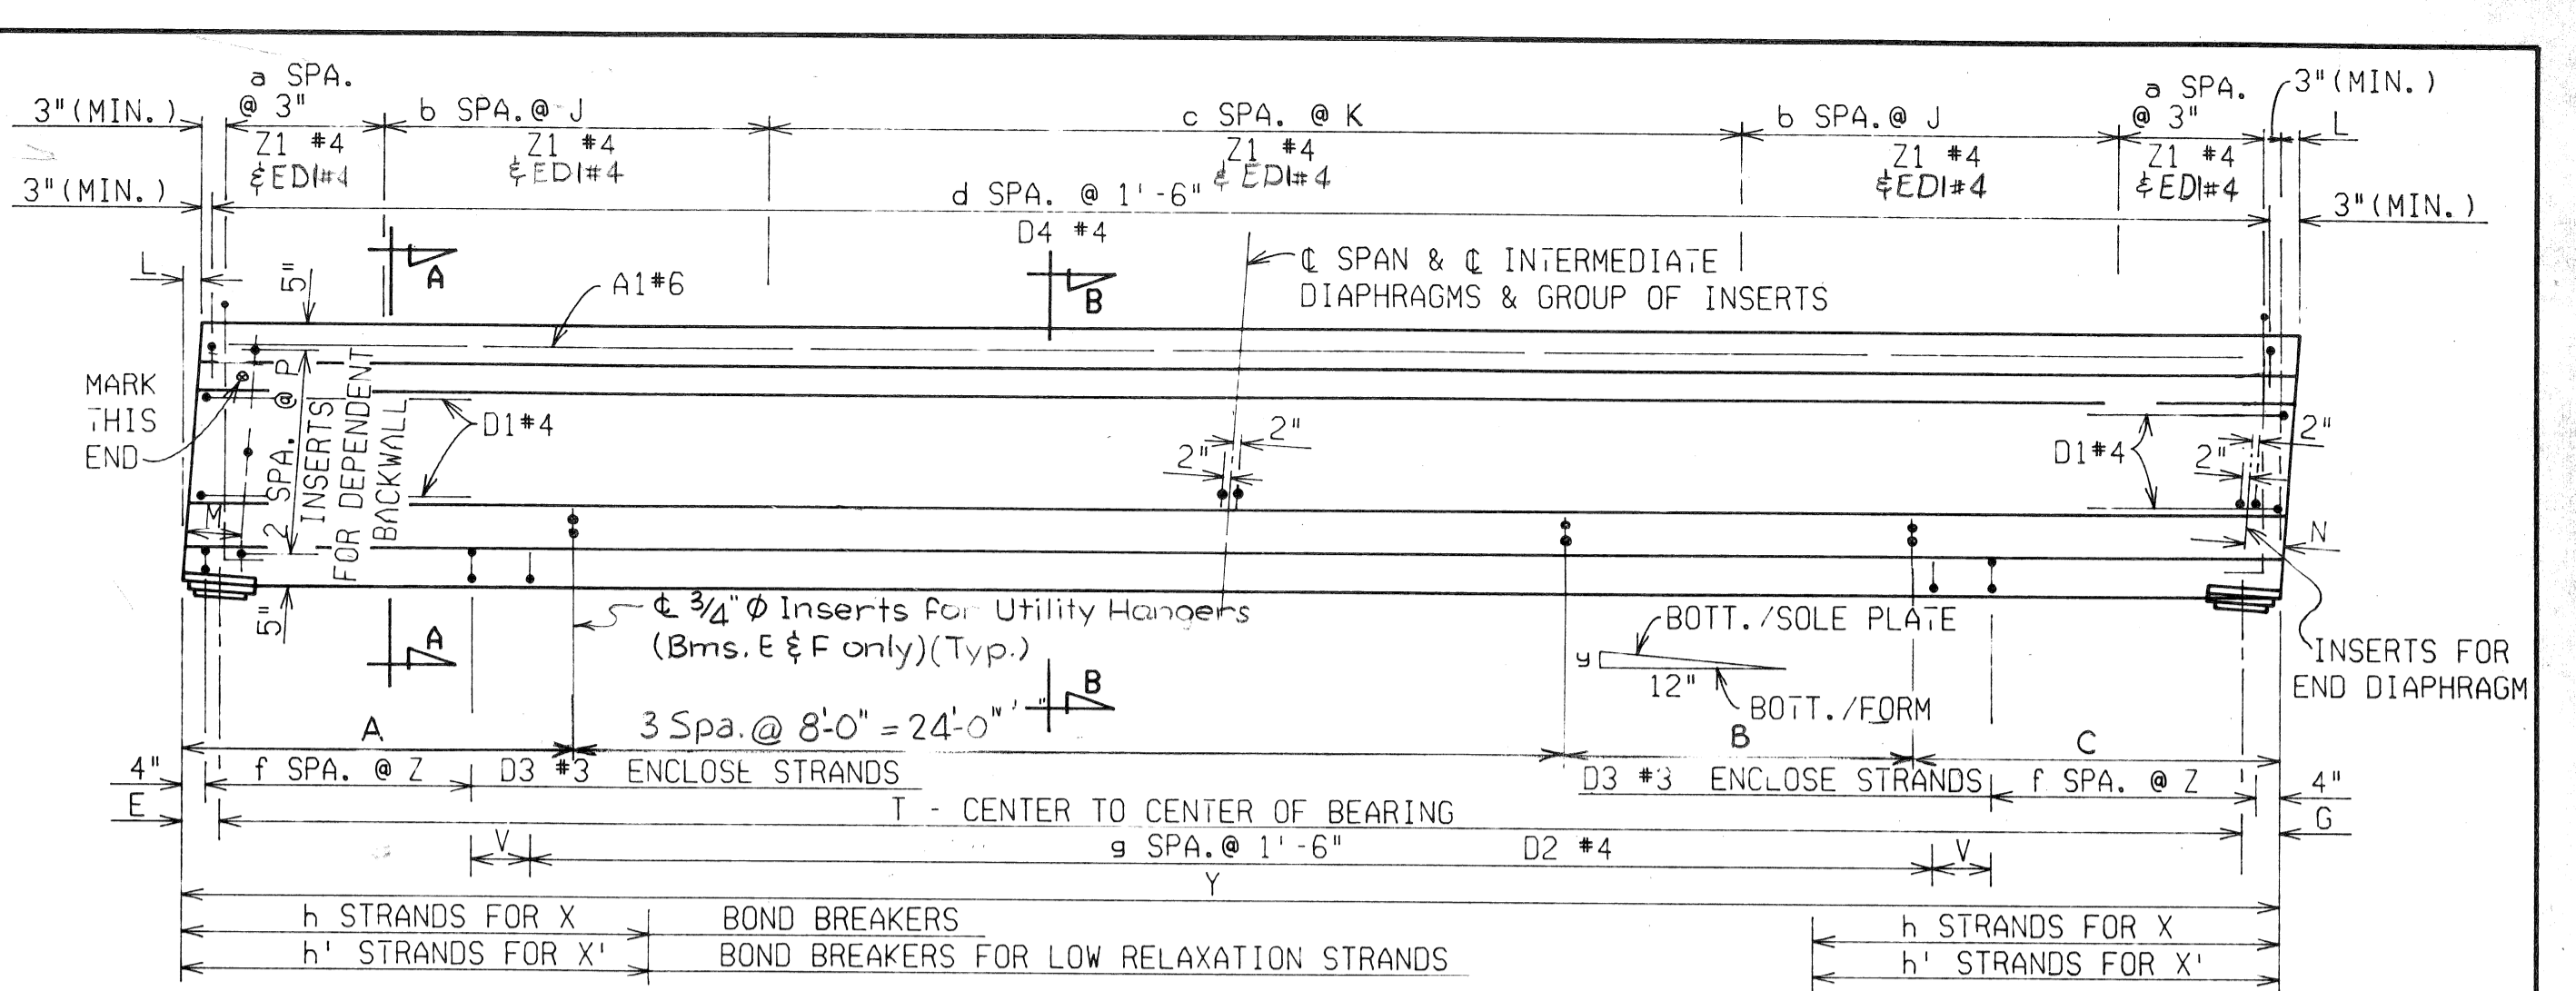 a SPA.
@ 3"
3"(MIN.)
b SPA.@ J
c SPA. @ K
b SPA.@ J
a SPA.
@ 3"
3"(MIN.)
L
Z1 #4
& ED1#4
Z1 #4
& ED1#4
Z1 #4
& ED1#4
Z1 #4
& ED1#4
Z1 #4
& ED1#4
3"(MIN.)
d SPA. @ 1'-6"
3"(MIN.)
D4 #4
L
5"
A
A1#6
B
℄ SPAN & ℄ INTERMEDIATE
DIAPHRAGMS & GROUP OF INSERTS
MARK
THIS
END
2 SPA. @ P
INSERTS
FOR DEPENDENT
BACKWALL
D1#4
2"
2"
D1#4
2"
2"
M
N
5"
℄ 3/4" Ø Inserts for Utility Hangers
(Bms. E & F only)(Typ.)
A
B
BOTT./SOLE PLATE
y
12"
BOTT./FORM
INSERTS FOR
END DIAPHRAGM
A
3 Spa. @ 8'-0" = 24'-0"
B
C
4"
f SPA. @ Z
D3 #3 ENCLOSE STRANDS
D3 #3 ENCLOSE STRANDS
f SPA. @ Z
4"
E
T - CENTER TO CENTER OF BEARING
G
V
g SPA.@ 1'-6"
D2 #4
V
Y
h STRANDS FOR X
BOND BREAKERS
h STRANDS FOR X
h' STRANDS FOR X'
BOND BREAKERS FOR LOW RELAXATION STRANDS
h' STRANDS FOR X'